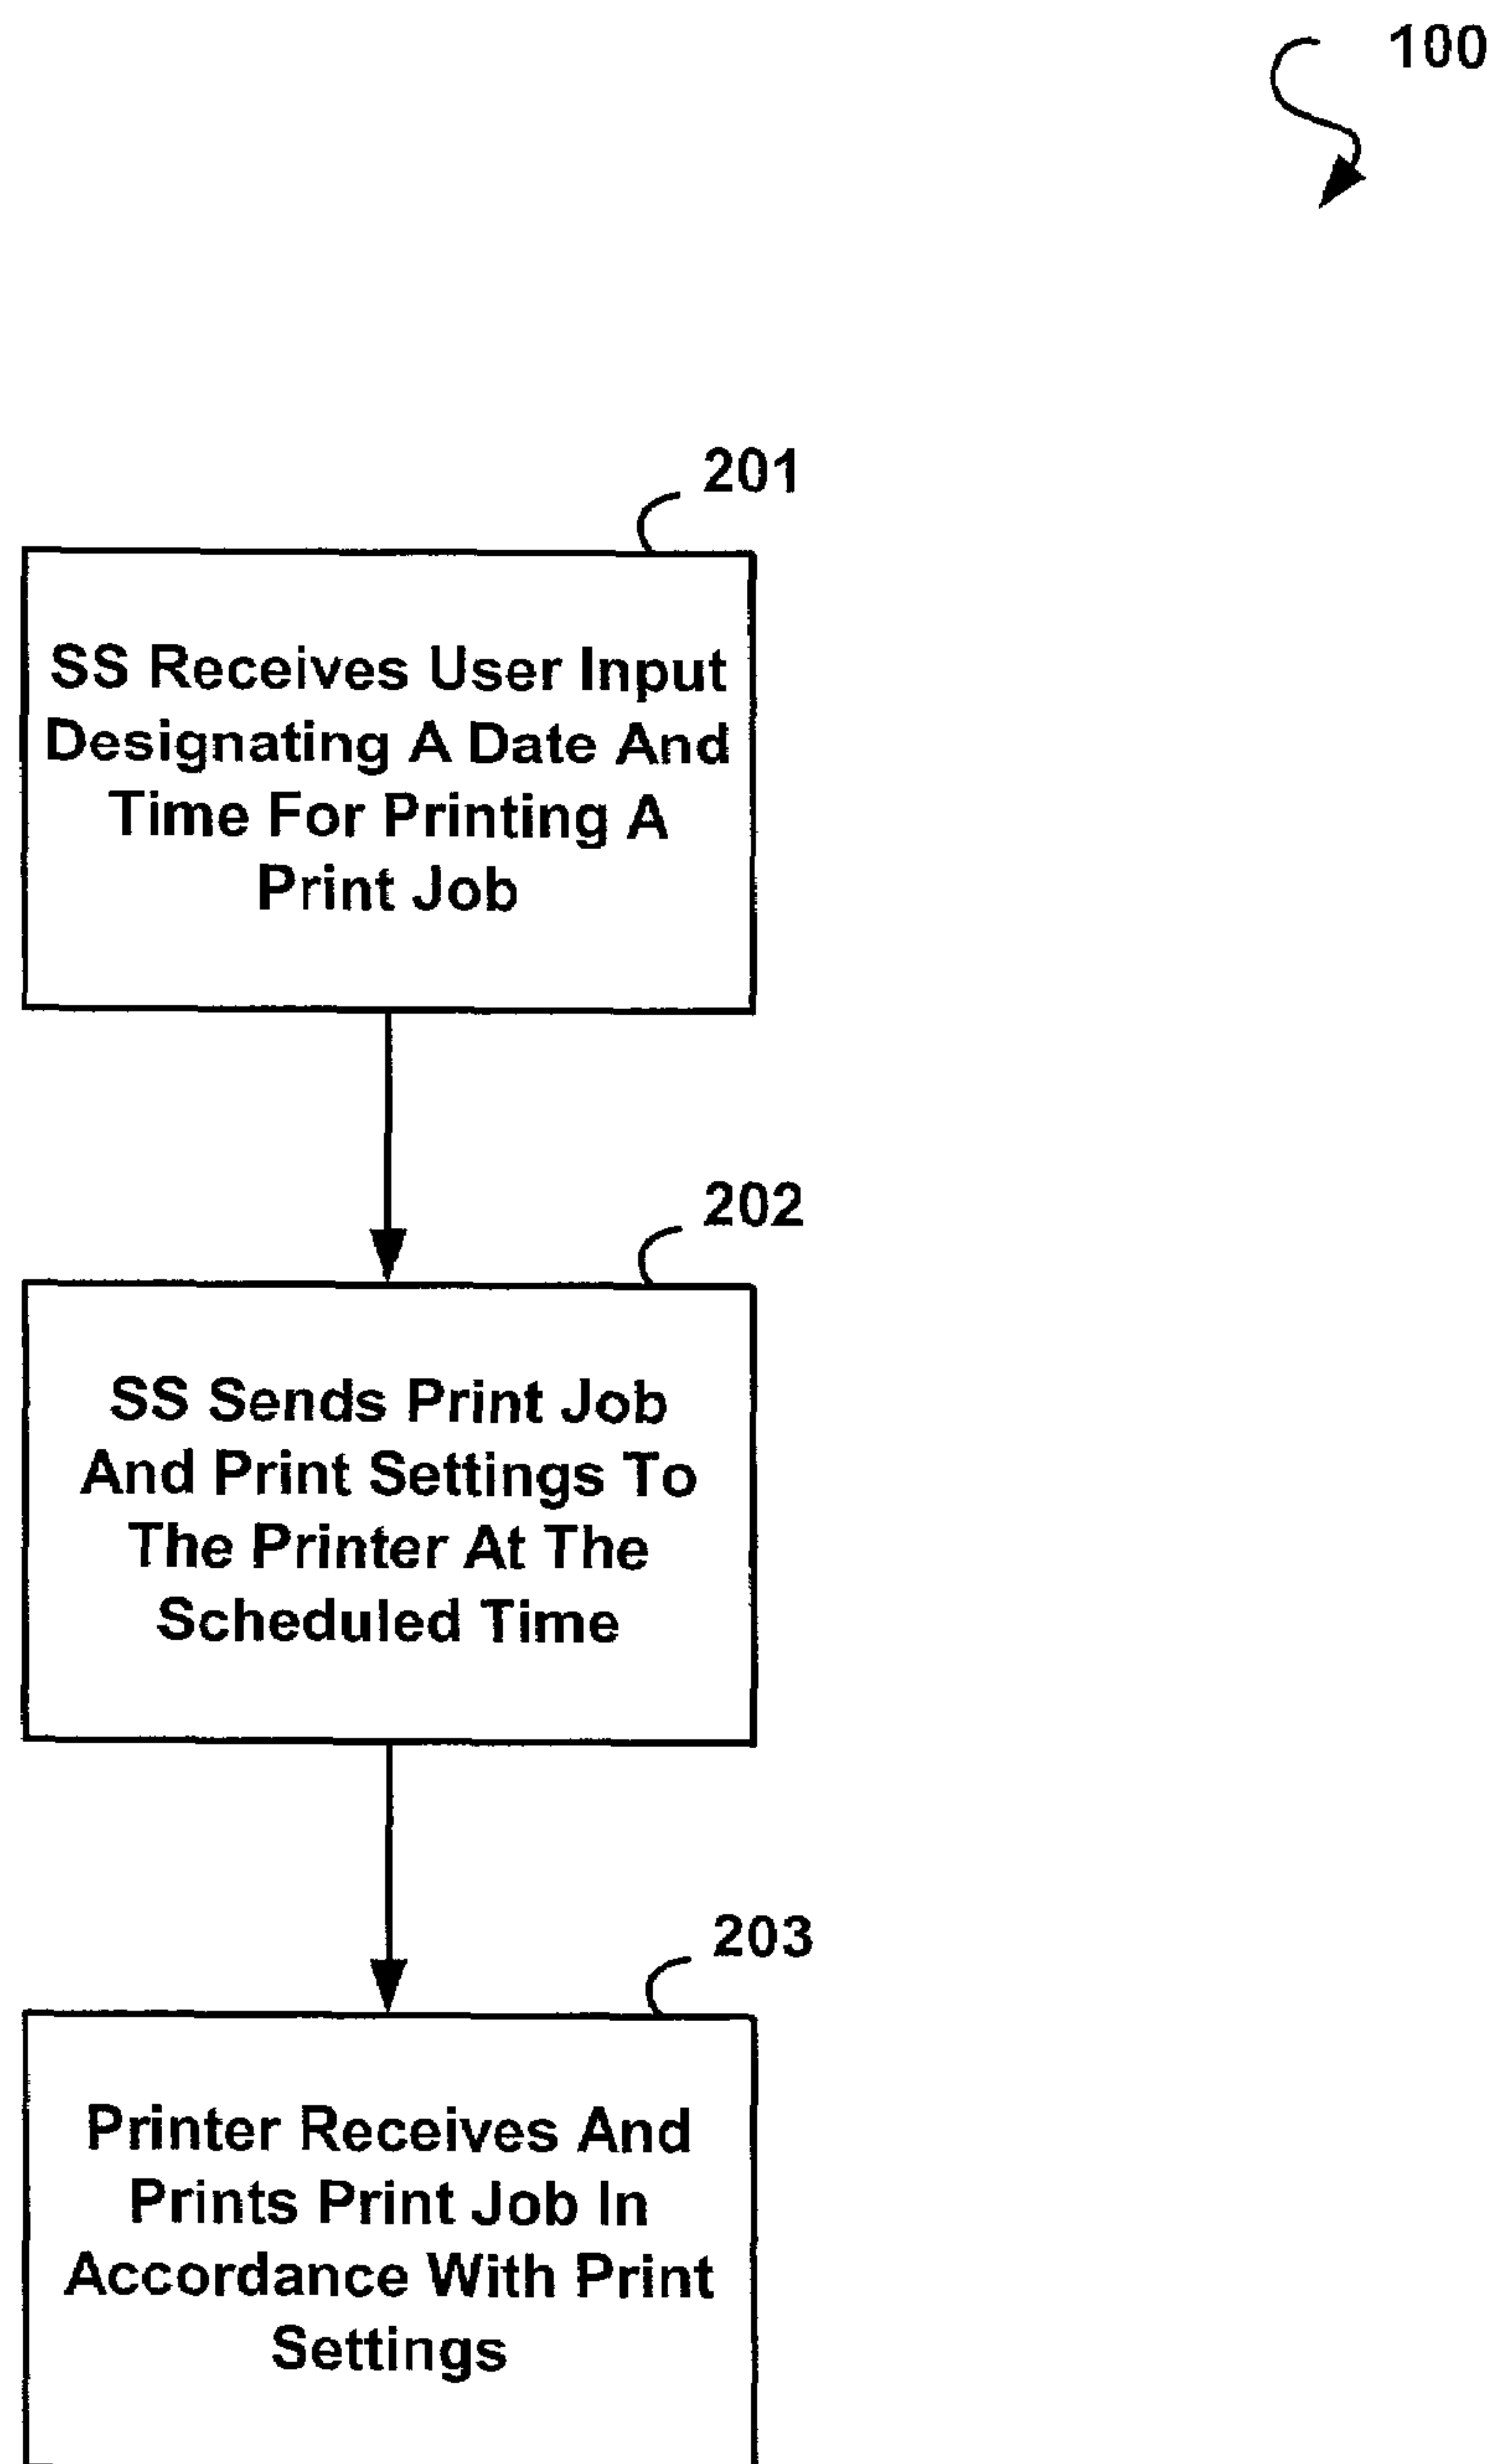 100
201
SS Receives User Input
Designating A Date And
Time For Printing A
Print Job
202
SS Sends Print Job
And Print Settings To
The Printer At The
Scheduled Time
203
Printer Receives And
Prints Print Job In
Accordance With Print
Settings